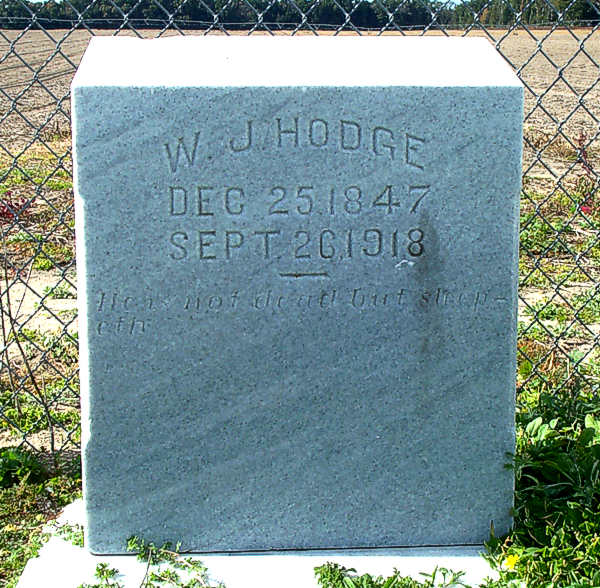 W. J. HODGE
DEC 25, 1847
SEPT. 26, 1918
He is not dead but sleep-
eth